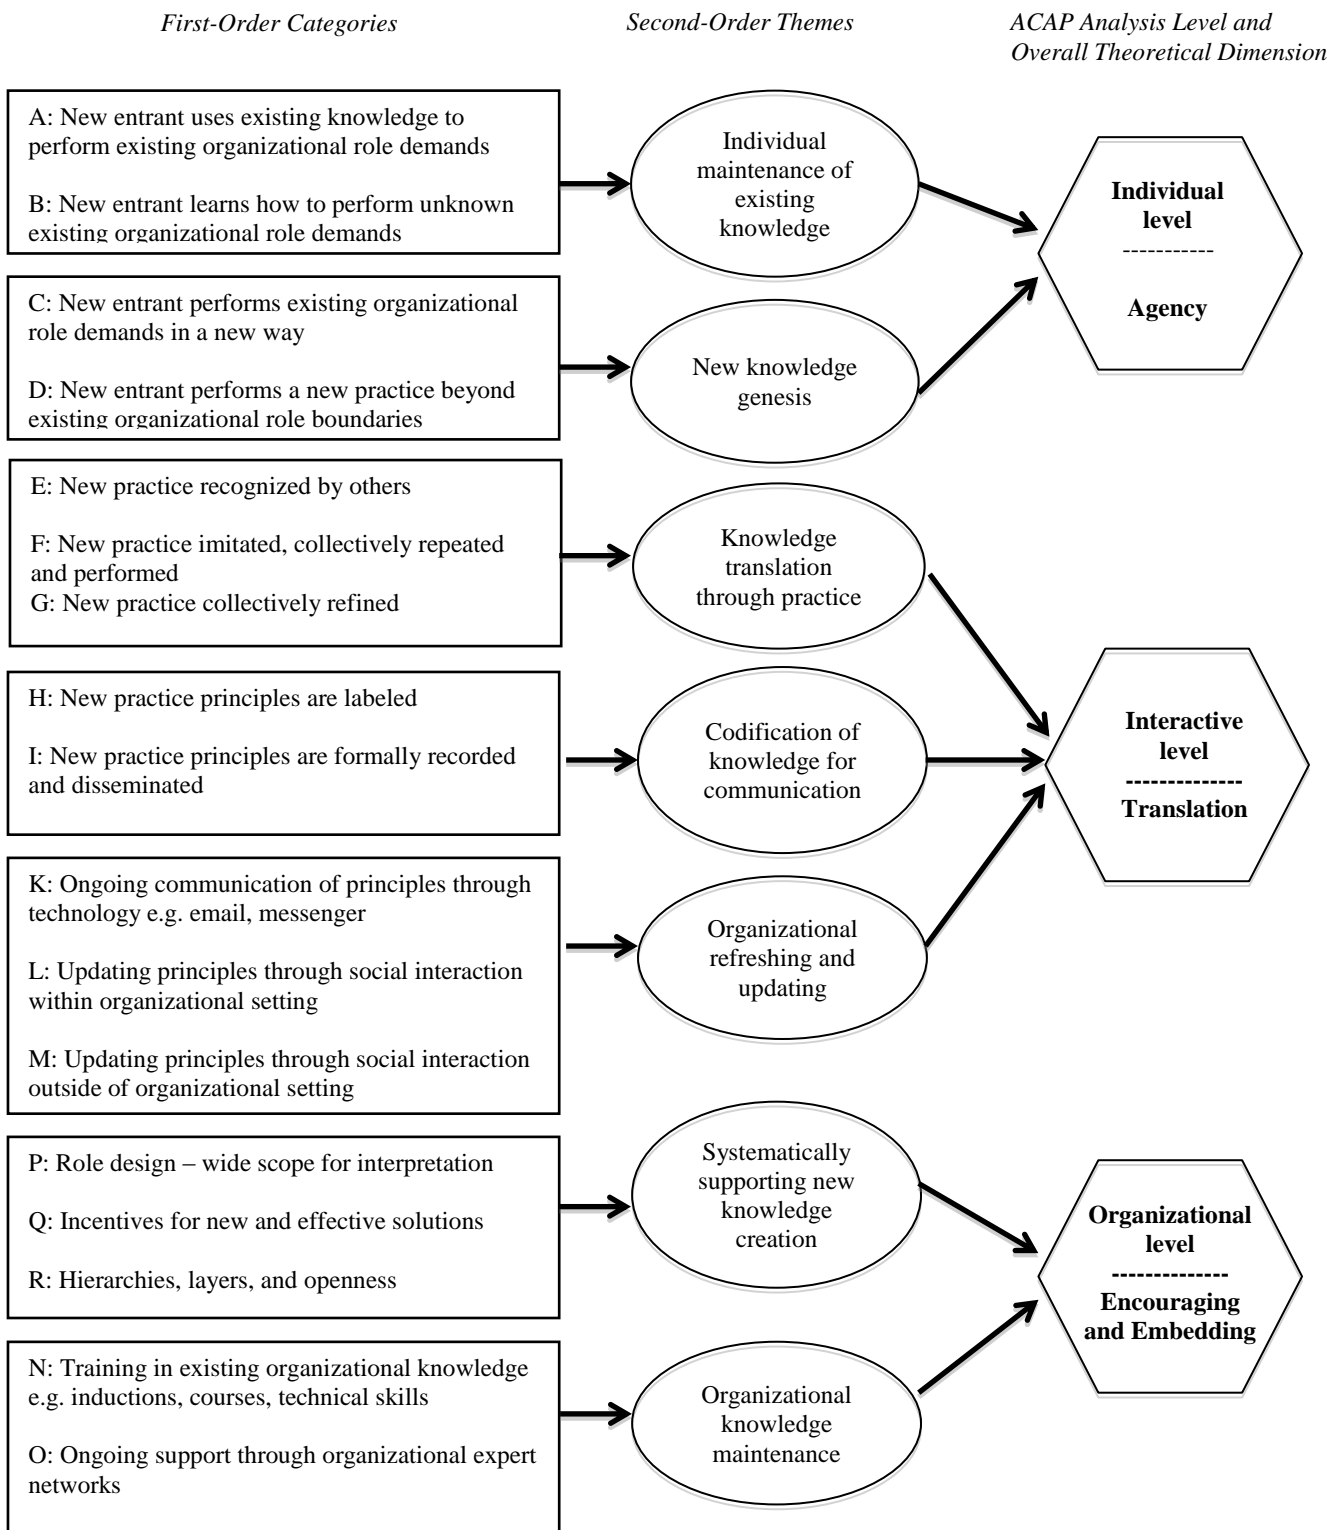 First-Order Categories
Second-Order Themes
ACAP Analysis Level and
Overall Theoretical Dimension
A: New entrant uses existing knowledge to
perform existing organizational role demands
B: New entrant learns how to perform unknown
existing organizational role demands
Individual
maintenance of
existing
knowledge
Individual
level
-----------
Agency
C: New entrant performs existing organizational
role demands in a new way
D: New entrant performs a new practice beyond
existing organizational role boundaries
New knowledge
genesis
E: New practice recognized by others
F: New practice imitated, collectively repeated
and performed
G: New practice collectively refined
Knowledge
translation
through practice
H: New practice principles are labeled
I: New practice principles are formally recorded
and disseminated
Codification of
knowledge for
communication
Interactive
level
--------------
Translation
K: Ongoing communication of principles through
technology e.g. email, messenger
L: Updating principles through social interaction
within organizational setting
M: Updating principles through social interaction
outside of organizational setting
Organizational
refreshing and
updating
P: Role design – wide scope for interpretation
Q: Incentives for new and effective solutions
R: Hierarchies, layers, and openness
Systematically
supporting new
knowledge
creation
Organizational
level
--------------
Encouraging
and Embedding
N: Training in existing organizational knowledge
e.g. inductions, courses, technical skills
O: Ongoing support through organizational expert
networks
Organizational
knowledge
maintenance